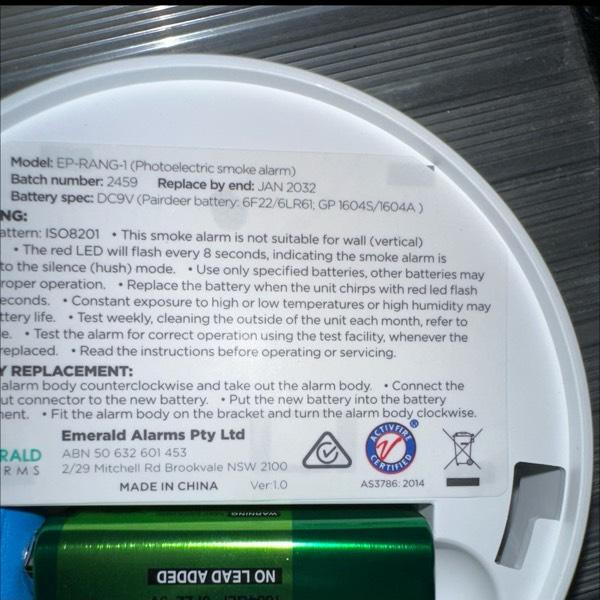 Model: EP-RANG-1 (Photoelectric smoke alarm)
Batch number: 2459 Replace by end: JAN 2032
Battery spec: DC9V (Pairdeer battery: 6F22/6LR61; GP 1604S/1604A )
NG:
attern: ISO8201 • This smoke alarm is not suitable for wall (vertical)
• The red LED will flash every 8 seconds, indicating the smoke alarm is
to the silence (hush) mode. • Use only specified batteries, other batteries may
roper operation. • Replace the battery when the unit chirps with red led flash
econds. • Constant exposure to high or low temperatures or high humidity may
ttery life. • Test weekly, cleaning the outside of the unit each month, refer to
e. • Test the alarm for correct operation using the test facility, whenever the
replaced. • Read the instructions before operating or servicing.
Y REPLACEMENT:
alarm body counterclockwise and take out the alarm body. • Connect the
ut connector to the new battery. • Put the new battery into the battery
ment. • Fit the alarm body on the bracket and turn the alarm body clockwise.
RALD
RMS
Emerald Alarms Pty Ltd
ABN 50 632 601 453
2/29 Mitchell Rd Brookvale NSW 2100
MADE IN CHINA Ver:1.0
ACTIVFIRE
CERTIFIED
AS3786: 2014
WARNING
NO LEAD ADDED